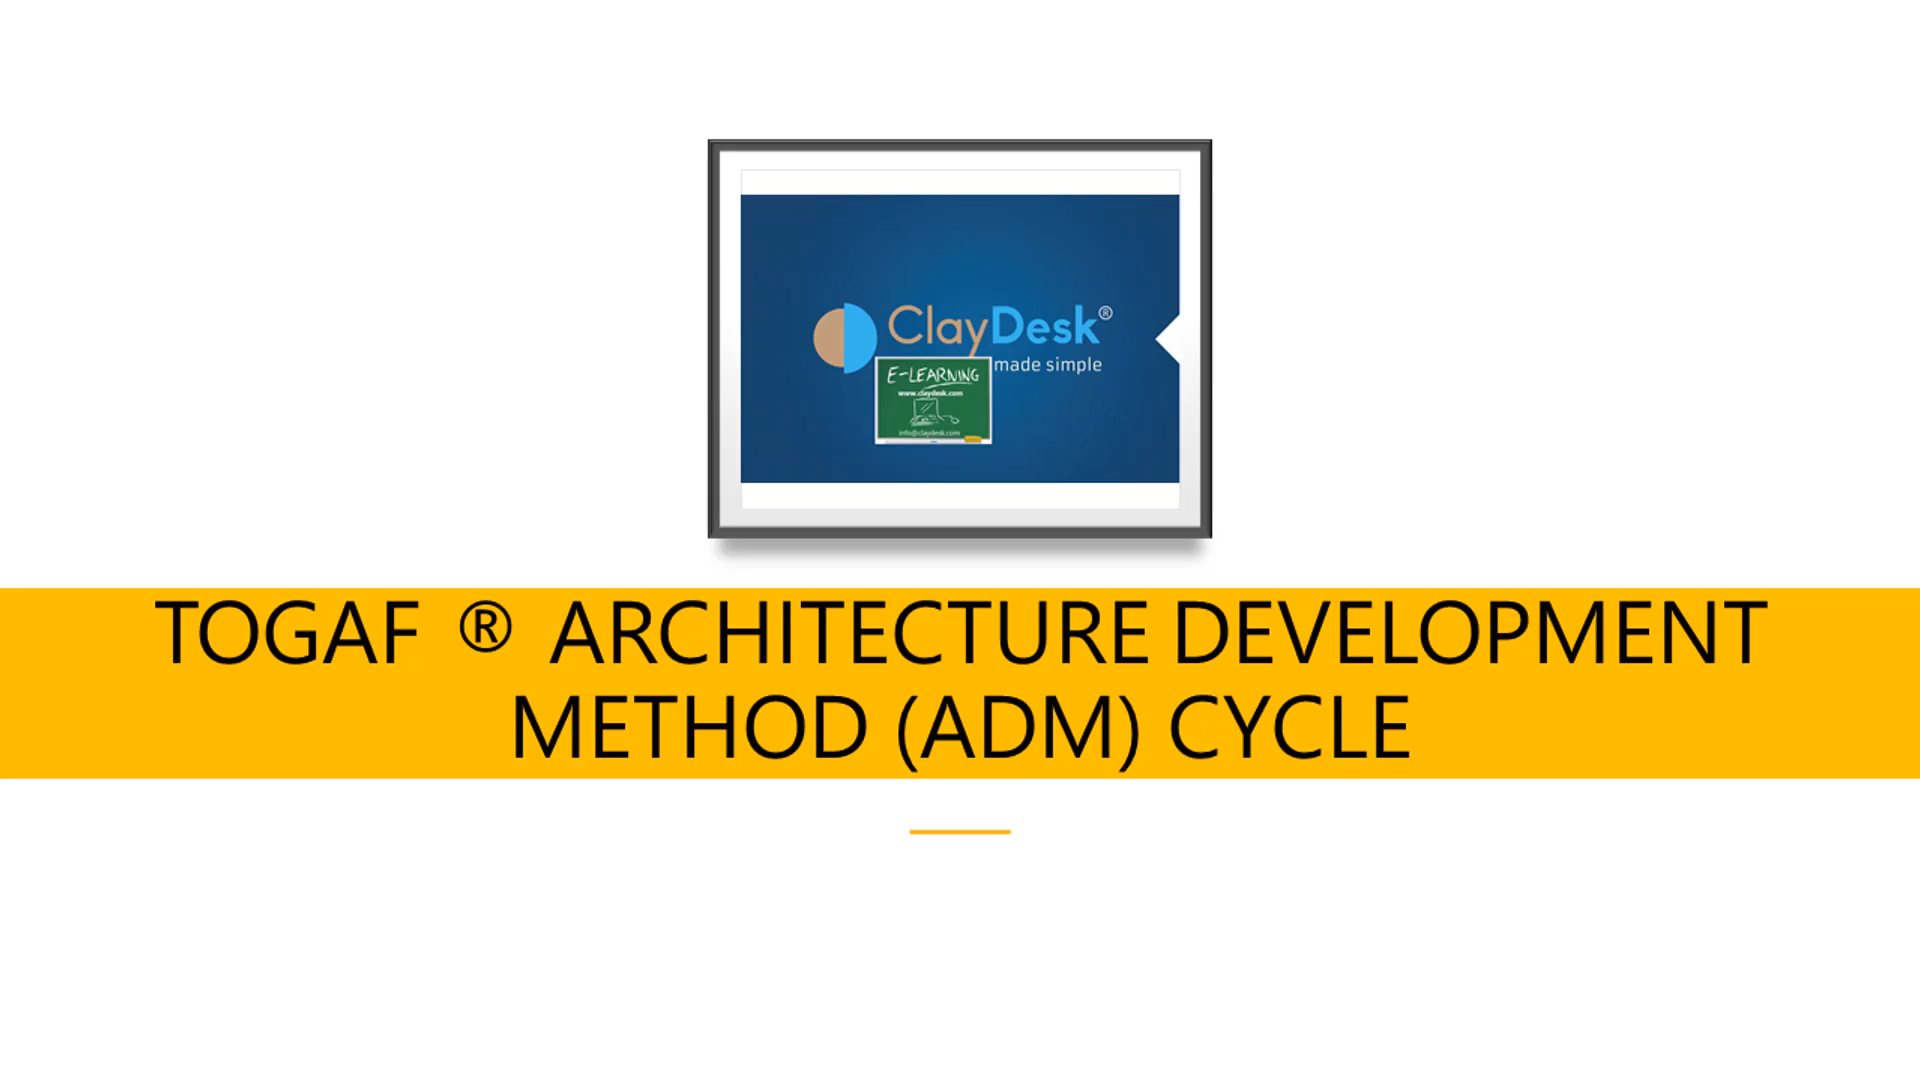 ClayDesk®
made simple
E-LEARNING
www.claydesk.com
info@claydesk.com
TOGAF ® ARCHITECTURE DEVELOPMENT
METHOD (ADM) CYCLE